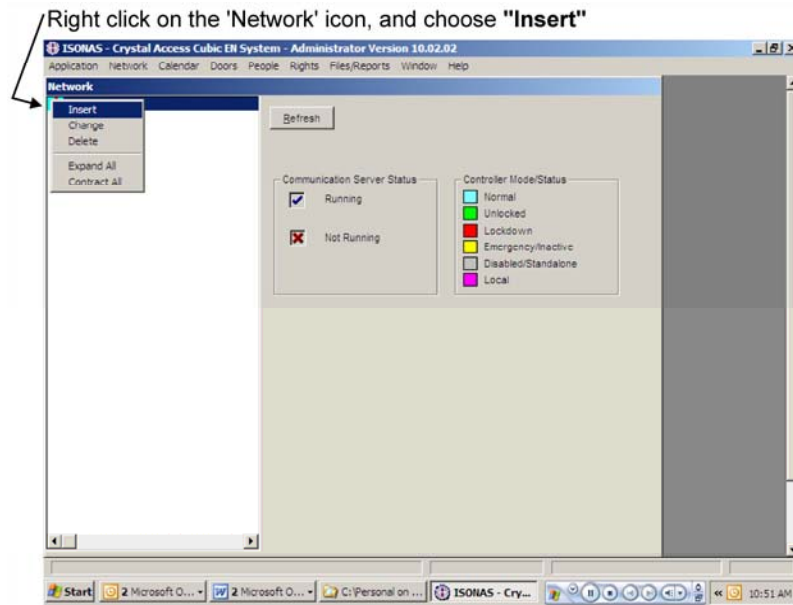 Right click on the 'Network' icon, and choose "Insert"
ISONAS - Crystal Access Cubic EN System - Administrator Version 10.02.02
Application Network Calendar Doors People Rights Files/Reports Window Help
Network
Insert
Change
Delete
Expand All
Contract All
Refresh
Communication Server Status
Running
Not Running
Controller Mode/Status
Normal
Unlocked
Lockdown
Emergency/Inactive
Disabled/Standalone
Local
Start 2 Microsoft O... 2 Microsoft O... C:\Personal on ... ISONAS - Cry... « 10:51 AM